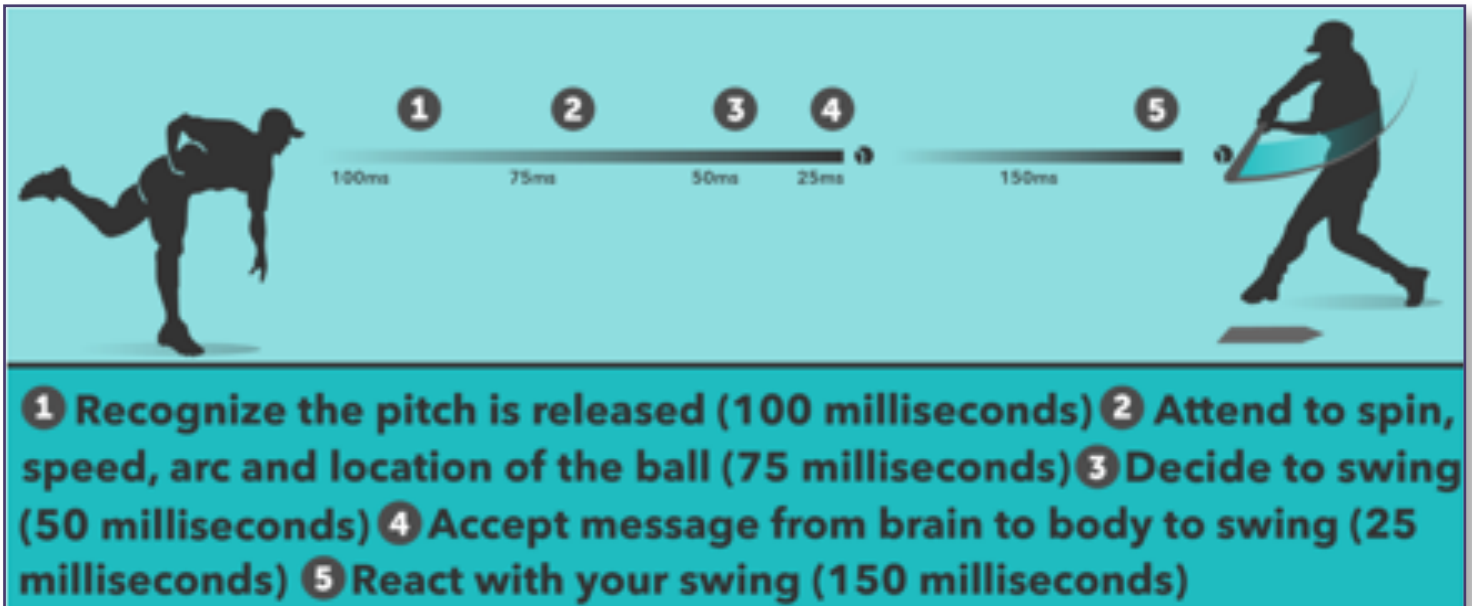 1 2 3 4 5
100ms 75ms 50ms 25ms 150ms
1 Recognize the pitch is released (100 milliseconds) 2 Attend to spin,
speed, arc and location of the ball (75 milliseconds) 3 Decide to swing
(50 milliseconds) 4 Accept message from brain to body to swing (25
milliseconds) 5 React with your swing (150 milliseconds)